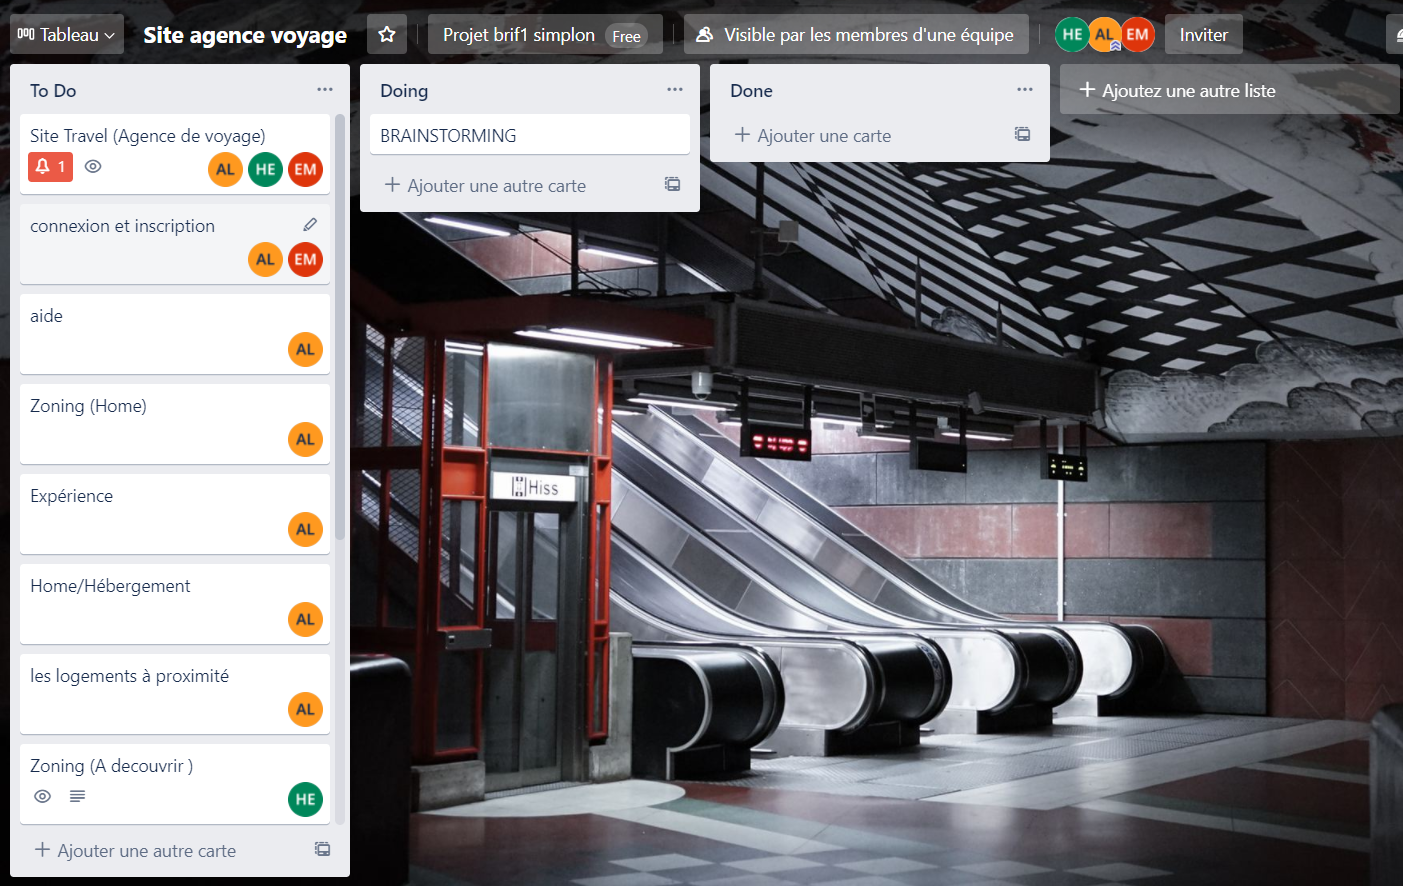 Tableau
Site agence voyage
Projet brif1 simplon Free
Visible par les membres d'une équipe
HE AL EM
Inviter
To Do
Site Travel (Agence de voyage)
1
AL HE EM
connexion et inscription
AL EM
aide
AL
Zoning (Home)
AL
Expérience
AL
Home/Hébergement
AL
les logements à proximité
AL
Zoning (A decouvrir )
HE
+ Ajouter une autre carte
Doing
BRAINSTORMING
+ Ajouter une autre carte
Done
+ Ajouter une carte
+ Ajoutez une autre liste
Hiss